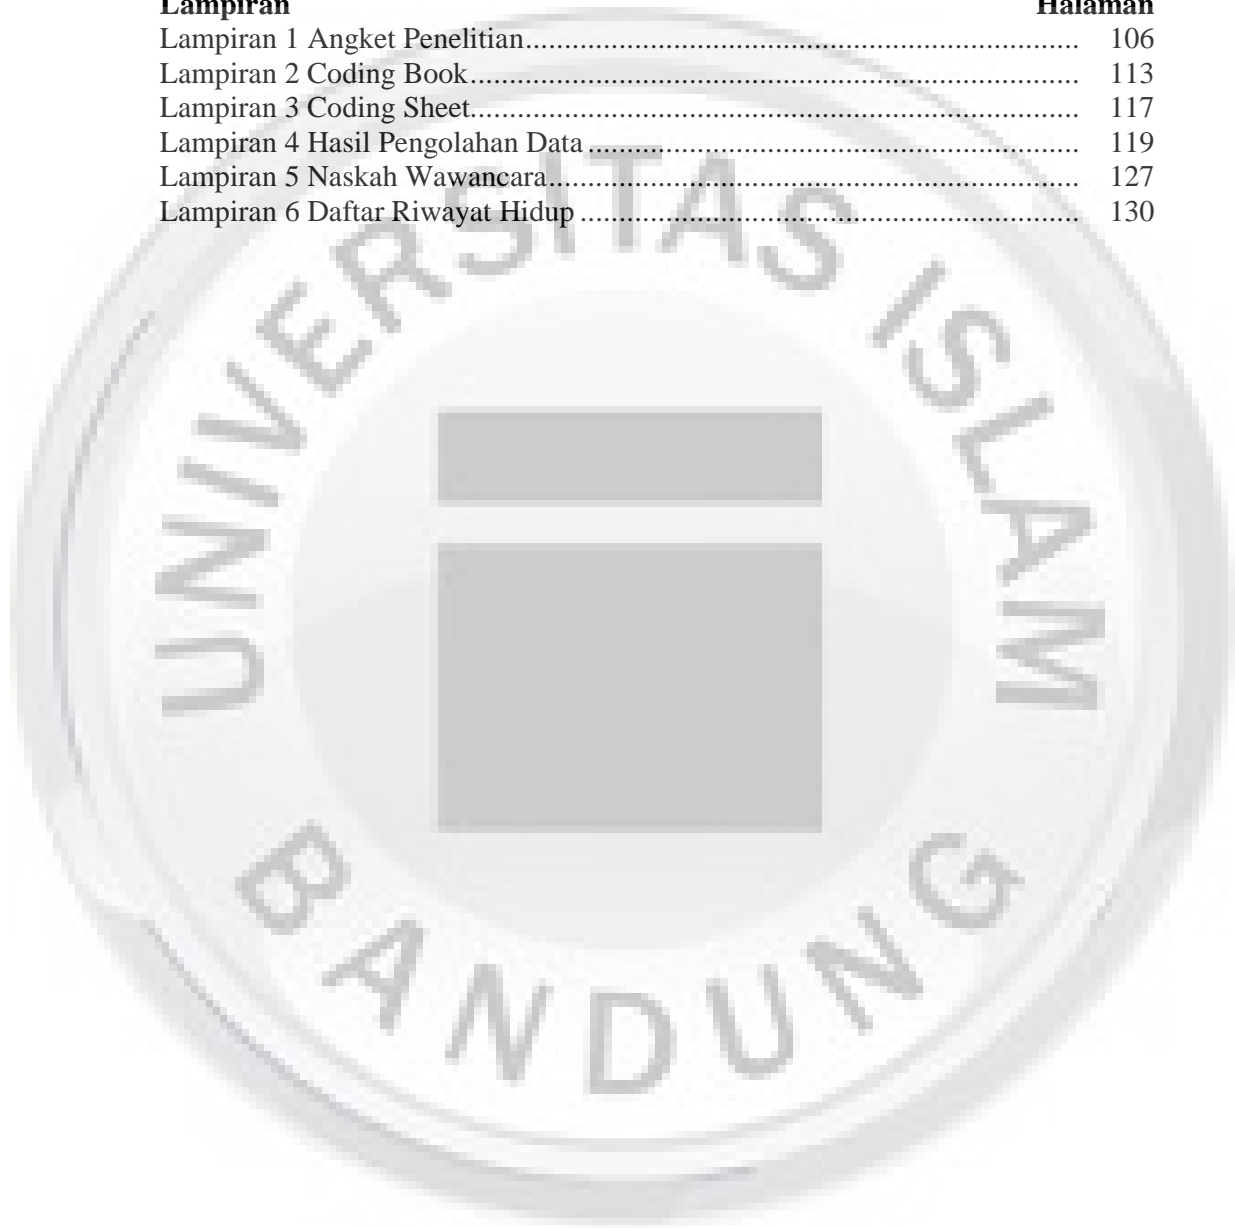 Lampiran Halaman
Lampiran 1 Angket Penelitian....................................................................... 106
Lampiran 2 Coding Book.............................................................................. 113
Lampiran 3 Coding Sheet.............................................................................. 117
Lampiran 4 Hasil Pengolahan Data ............................................................... 119
Lampiran 5 Naskah Wawancara.................................................................... 127
Lampiran 6 Daftar Riwayat Hidup ................................................................ 130
UNIVERSITAS ISLAM
BANDUNG